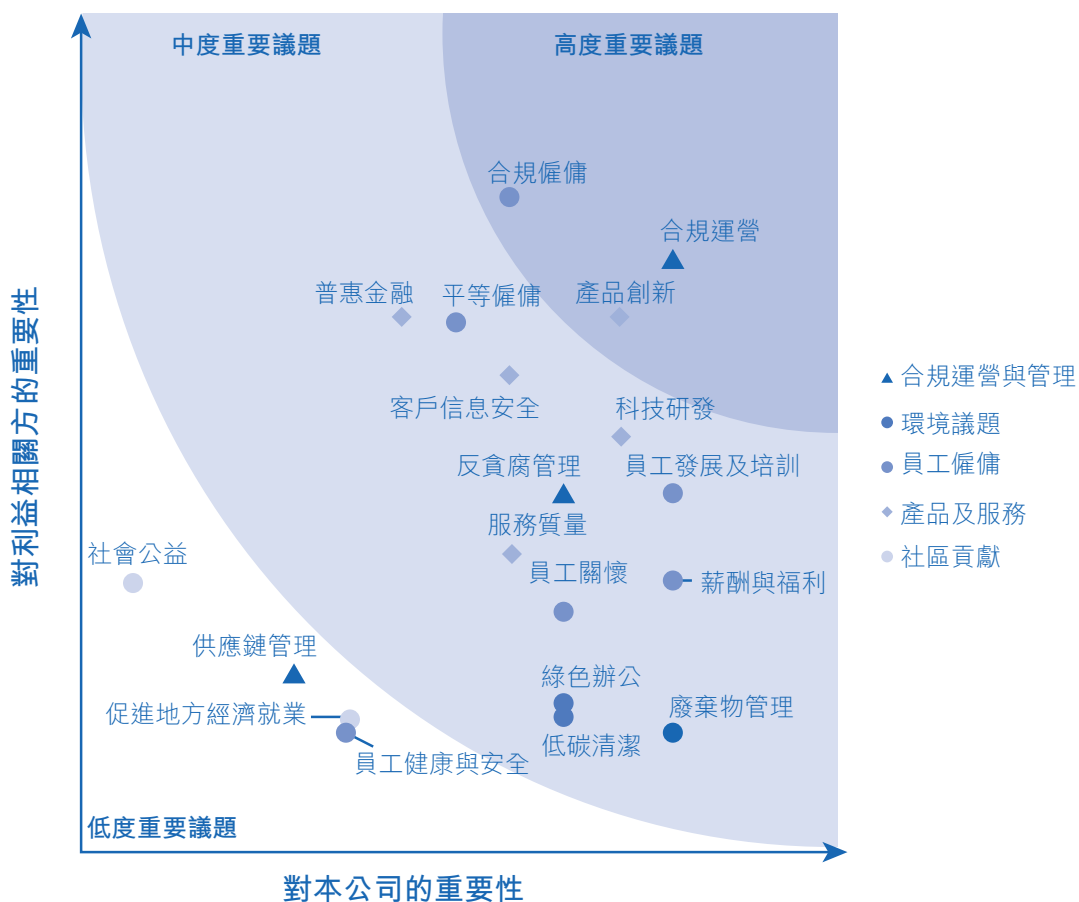 中度重要議題
高度重要議題
合規僱傭
合規運營
普惠金融
平等僱傭
產品創新
客戶信息安全
科技研發
反貪腐管理
員工發展及培訓
服務質量
社會公益
員工關懷
薪酬與福利
供應鏈管理
綠色辦公
促進地方經濟就業
廢棄物管理
低碳清潔
員工健康與安全
低度重要議題
對利益相關方的重要性
對本公司的重要性
合規運營與管理
環境議題
員工僱傭
產品及服務
社區貢獻